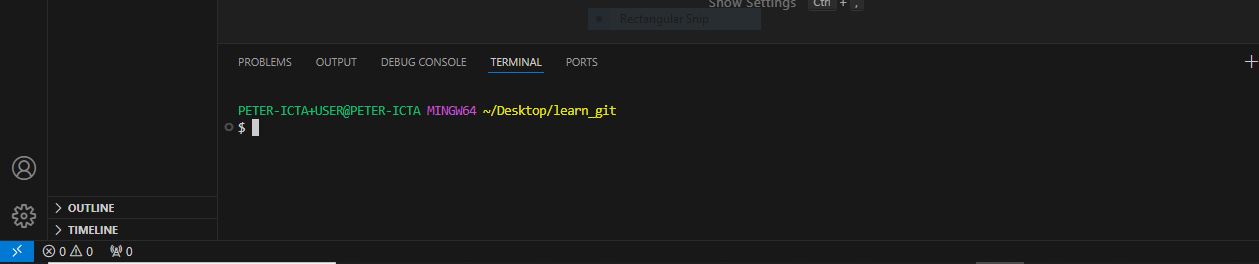 Show Settings Ctrl + ,
Rectangular Snip
PROBLEMS OUTPUT DEBUG CONSOLE TERMINAL PORTS
PETER-ICTA+USER@PETER-ICTA MINGW64 ~/Desktop/learn_git
$
OUTLINE
TIMELINE
0 0 0